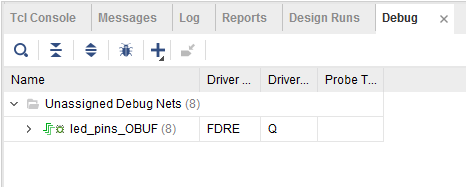 Tcl Console Messages Log Reports Design Runs Debug
Name Driver ... Driver... Probe T...
Unassigned Debug Nets (8)
led_pins_OBUF (8) FDRE Q